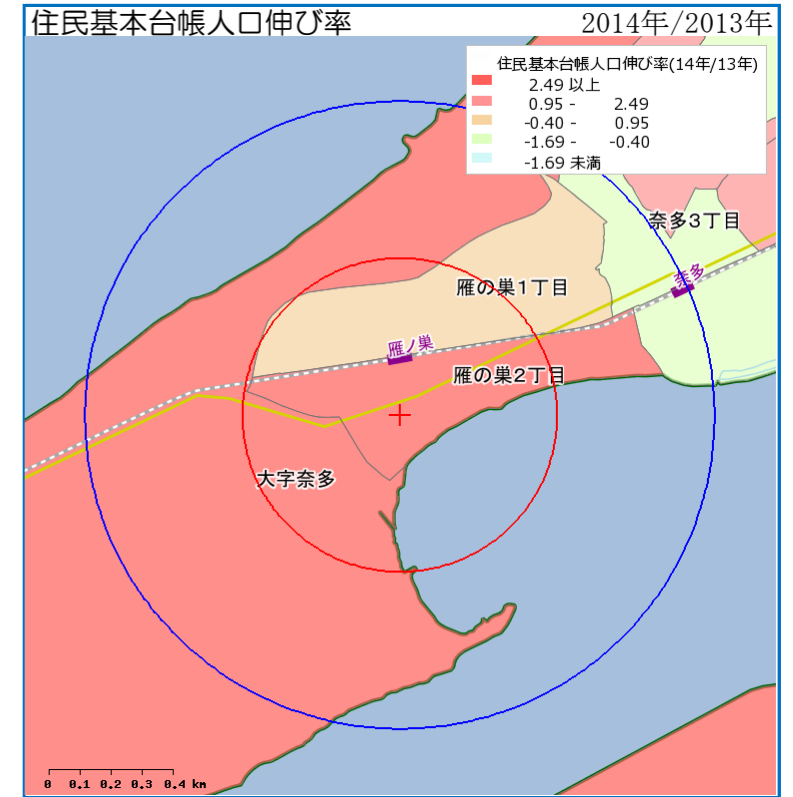 住民基本台帳人口伸び率 2014年/2013年
住民基本台帳人口伸び率(14年/13年)
2.49 以上
0.95 - 2.49
-0.40 - 0.95
-1.69 - -0.40
-1.69 未満
奈多3丁目
奈多
雁の巣1丁目
雁ノ巣
雁の巣2丁目
大字奈多
0 0.1 0.2 0.3 0.4 km